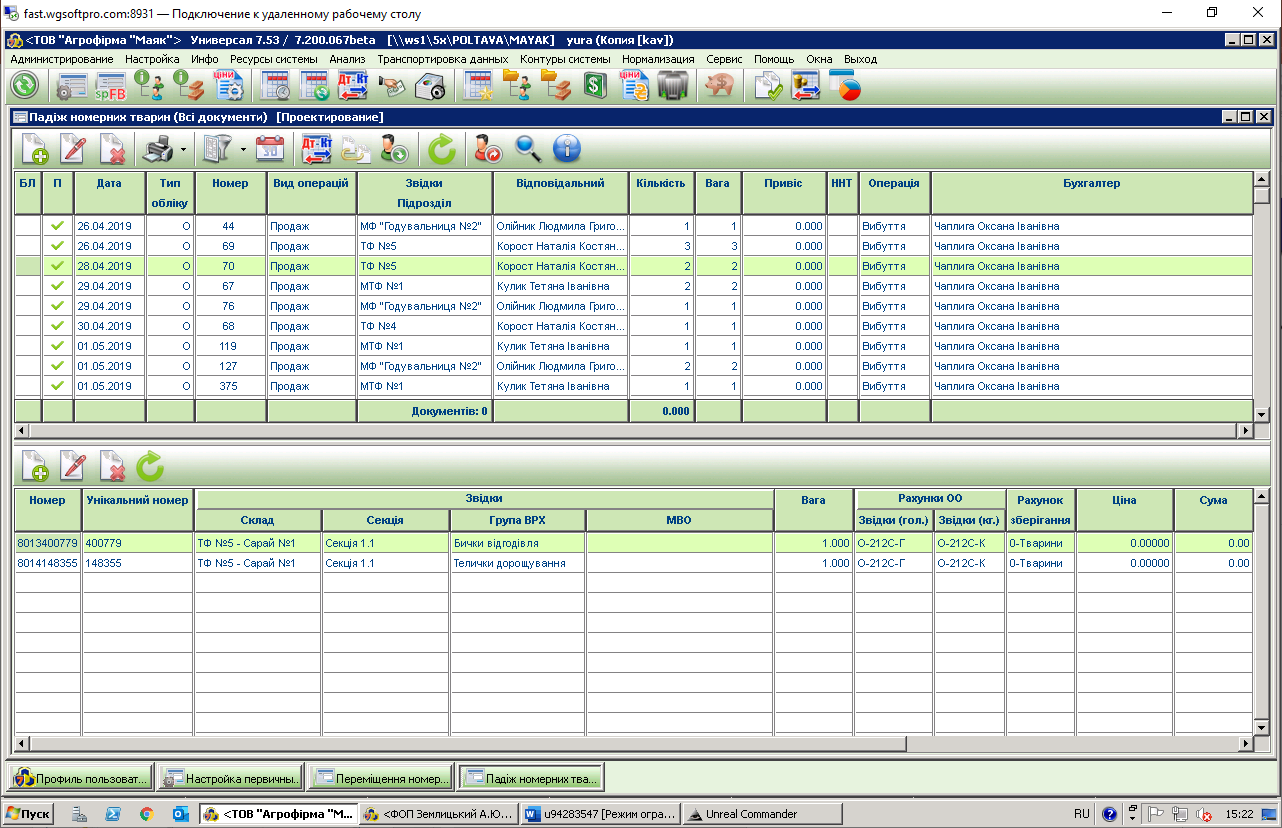 fast.wgsoftpro.com:8931 — Подключение к удаленному рабочему столу
<ТОВ "Агрофірма "Маяк"> Универсал 7.53 / 7.200.067beta [\\ws1\5x\POLTAVA\MAYAK] yura (Копия [kav])
Администрирование Настройка Инфо Ресурсы системы Анализ Транспортировка данных Контуры системы Нормализация Сервис Помощь Окна Выход
spFB ЦІНИ Дт-Кт ЦІНИ
Падіж номерних тварин (Всі документи) [Проектирование]
30 Дт-Кт
БЛ П Дата Тип обліку Номер Вид операцій Звідки Підрозділ Відповідальний Кількість Вага Привіс ННТ Операція Бухгалтер
26.04.2019 О 44 Продаж МФ "Годувальниця №2" Олійник Людмила Григо... 1 1 0.000 Вибуття Чаплига Оксана Іванівна
26.04.2019 О 69 Продаж ТФ №5 Корост Наталія Костян... 3 3 0.000 Вибуття Чаплига Оксана Іванівна
28.04.2019 О 70 Продаж ТФ №5 Корост Наталія Костян... 2 2 0.000 Вибуття Чаплига Оксана Іванівна
29.04.2019 О 67 Продаж МТФ №1 Кулик Тетяна Іванівна 2 2 0.000 Вибуття Чаплига Оксана Іванівна
29.04.2019 О 76 Продаж МФ "Годувальниця №2" Олійник Людмила Григо... 1 1 0.000 Вибуття Чаплига Оксана Іванівна
30.04.2019 О 68 Продаж ТФ №4 Корост Наталія Костян... 1 1 0.000 Вибуття Чаплига Оксана Іванівна
01.05.2019 О 119 Продаж МТФ №1 Кулик Тетяна Іванівна 1 1 0.000 Вибуття Чаплига Оксана Іванівна
01.05.2019 О 127 Продаж МФ "Годувальниця №2" Олійник Людмила Григо... 2 2 0.000 Вибуття Чаплига Оксана Іванівна
01.05.2019 О 375 Продаж МТФ №1 Кулик Тетяна Іванівна 1 1 0.000 Вибуття Чаплига Оксана Іванівна
Документів: 0 0.000
Номер Унікальний номер Звідки Вага Рахунки ОО Рахунок зберігання Ціна Сума
Склад Секція Група ВРХ МВО Звідки (гол.) Звідки (кг.)
8013400779 400779 ТФ №5 - Сарай №1 Секція 1.1 Бички відгодівля 1.000 О-212С-Г О-212С-К 0-Тварини 0.00000 0.00
8014148355 148355 ТФ №5 - Сарай №1 Секція 1.1 Телички дорощування 1.000 О-212С-Г О-212С-К 0-Тварини 0.00000 0.00
Профиль пользоват... Настройка первичны... Переміщення номер... Падіж номерних тва...
Пуск <ТОВ "Агрофірма "М... <ФОП Землицький А.Ю... u94283547 [Режим огра... Unreal Commander RU 15:22